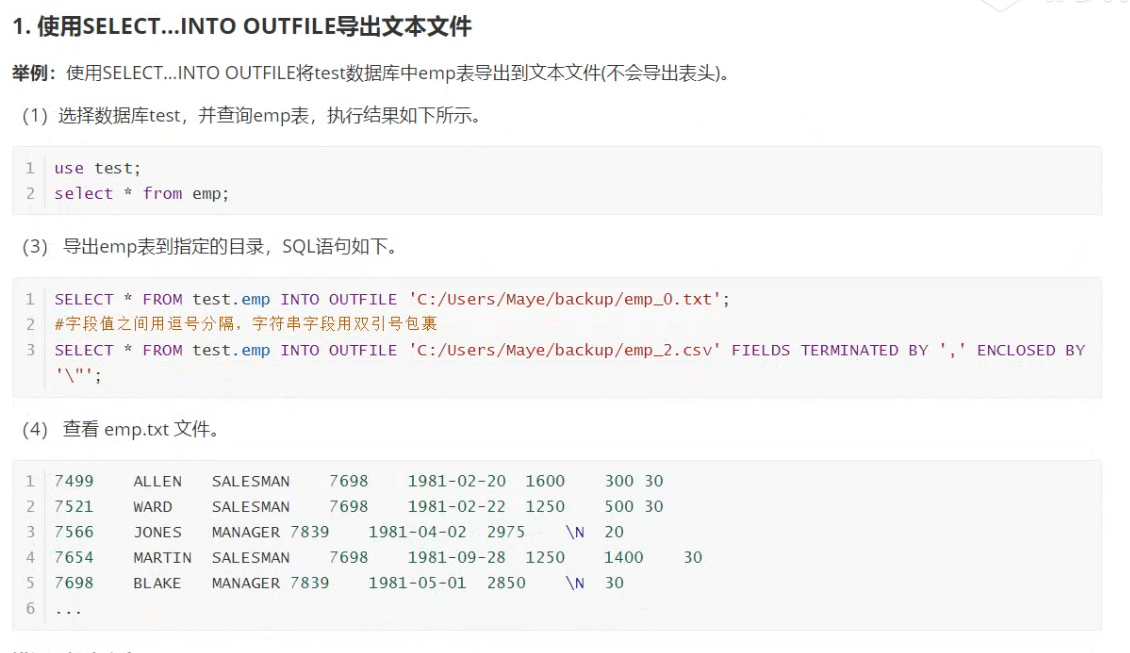 1. 使用SELECT...INTO OUTFILE导出文本文件
举例：使用SELECT...INTO OUTFILE将test数据库中emp表导出到文本文件(不会导出表头)。
（1）选择数据库test，并查询emp表，执行结果如下所示。
1 use test;
2 select * from emp;
（3） 导出emp表到指定的目录，SQL语句如下。
1 SELECT * FROM test.emp INTO OUTFILE 'C:/Users/Maye/backup/emp_0.txt';
2 #字段值之间用逗号分隔，字符串字段用双引号包裹
3 SELECT * FROM test.emp INTO OUTFILE 'C:/Users/Maye/backup/emp_2.csv' FIELDS TERMINATED BY ',' ENCLOSED BY
'\"';
（4） 查看 emp.txt 文件。
1 7499 ALLEN SALESMAN 7698 1981-02-20 1600 300 30
2 7521 WARD SALESMAN 7698 1981-02-22 1250 500 30
3 7566 JONES MANAGER 7839 1981-04-02 2975 \N 20
4 7654 MARTIN SALESMAN 7698 1981-09-28 1250 1400 30
5 7698 BLAKE MANAGER 7839 1981-05-01 2850 \N 30
6 ...